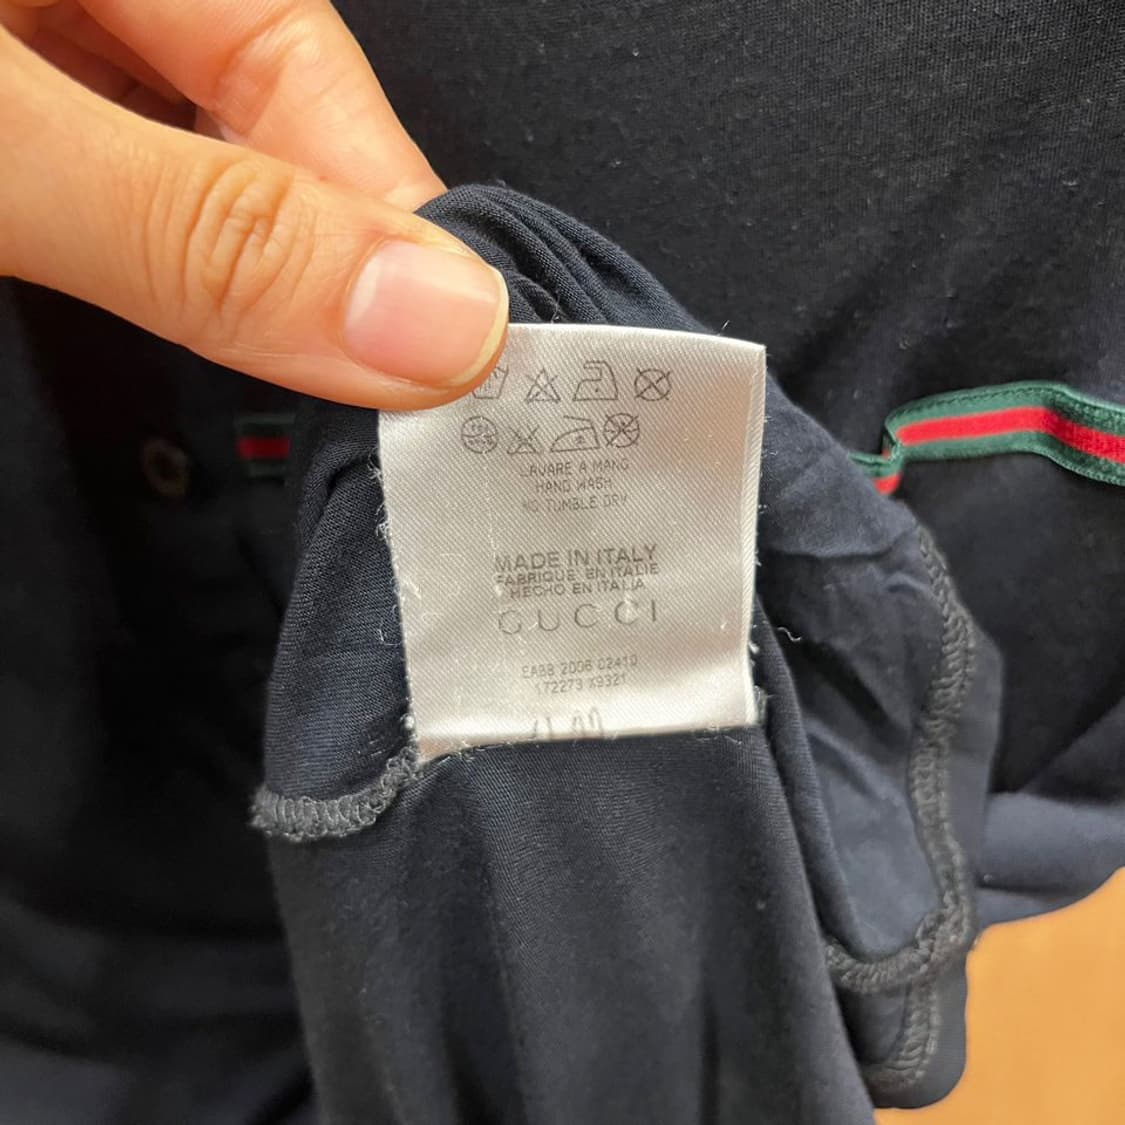 LAVARE A MANO
HAND WASH
NO TUMBLE DRY
MADE IN ITALY
FABRIQUE EN ITALIE
HECHO EN ITALIA
GUCCI
EABB 2006 02410
172273 X9321